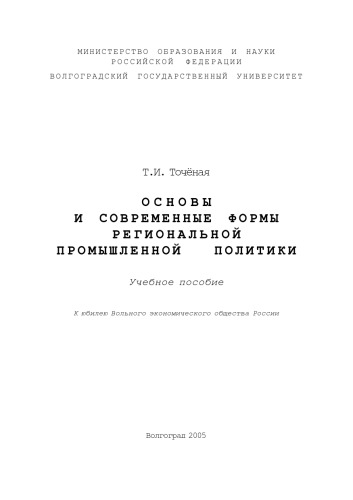 МИНИСТЕРСТВО ОБРАЗОВАНИЯ И НАУКИ
РОССИЙСКОЙ ФЕДЕРАЦИИ
ВОЛГОГРАДСКИЙ ГОСУДАРСТВЕННЫЙ УНИВЕРСИТЕТ
Т.И. Точёная
ОСНОВЫ
И СОВРЕМЕННЫЕ ФОРМЫ
РЕГИОНАЛЬНОЙ
ПРОМЫШЛЕННОЙ ПОЛИТИКИ
Учебное пособие
К юбилею Вольного экономического общества России
Волгоград 2005